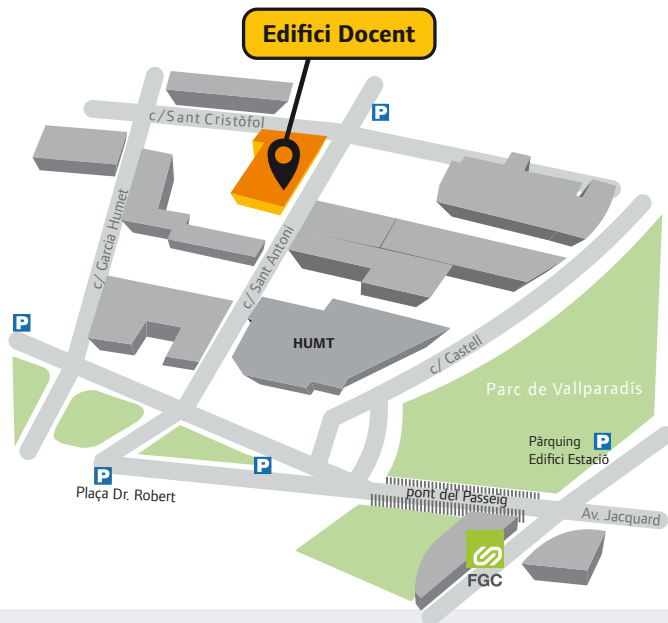 Edifici Docent
P
c/Sant Cristòfol
c/ Garcia Humet
c/ Sant Antoni
P
HUMT
c/ Castell
Parc de Vallparadís
Pàrquing P
Edifici Estació
P
P
Plaça Dr. Robert
pont del Passeig
Av. Jacquard
FGC